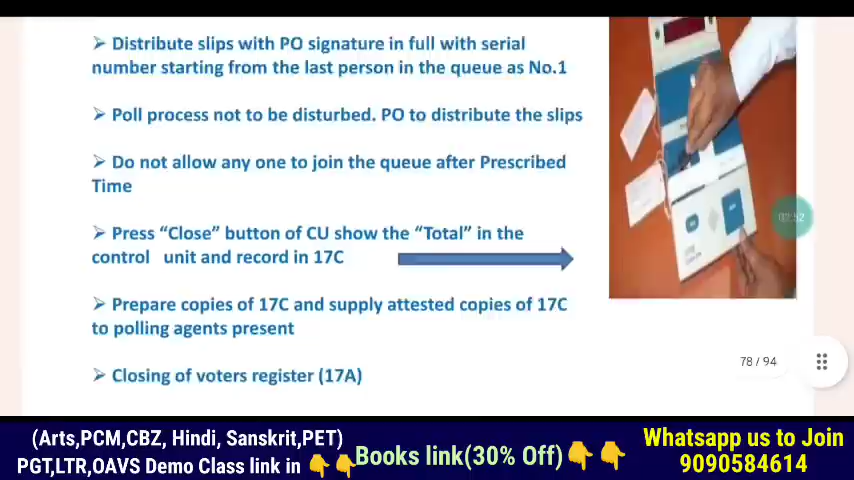 ➢ Distribute slips with PO signature in full with serial
number starting from the last person in the queue as No.1
➢ Poll process not to be disturbed. PO to distribute the slips
➢ Do not allow any one to join the queue after Prescribed
Time
➢ Press “Close” button of CU show the “Total” in the
control unit and record in 17C
➢ Prepare copies of 17C and supply attested copies of 17C
to polling agents present
➢ Closing of voters register (17A)
02:52
78 / 94
(Arts,PCM,CBZ, Hindi, Sanskrit,PET)
PGT,LTR,OAVS Demo Class link in 👇👇
Books link(30% Off)👇👇
Whatsapp us to Join
9090584614